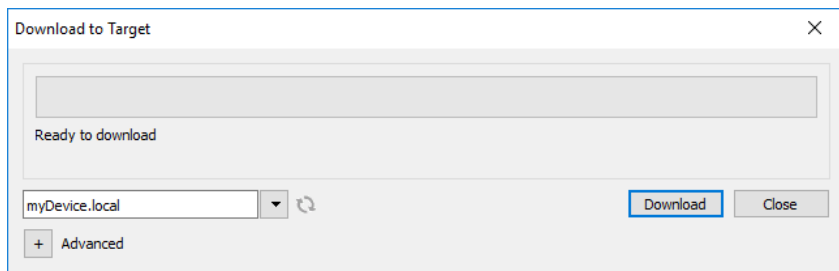 Download to Target
Ready to download
myDevice.local
Download
Close
+ Advanced